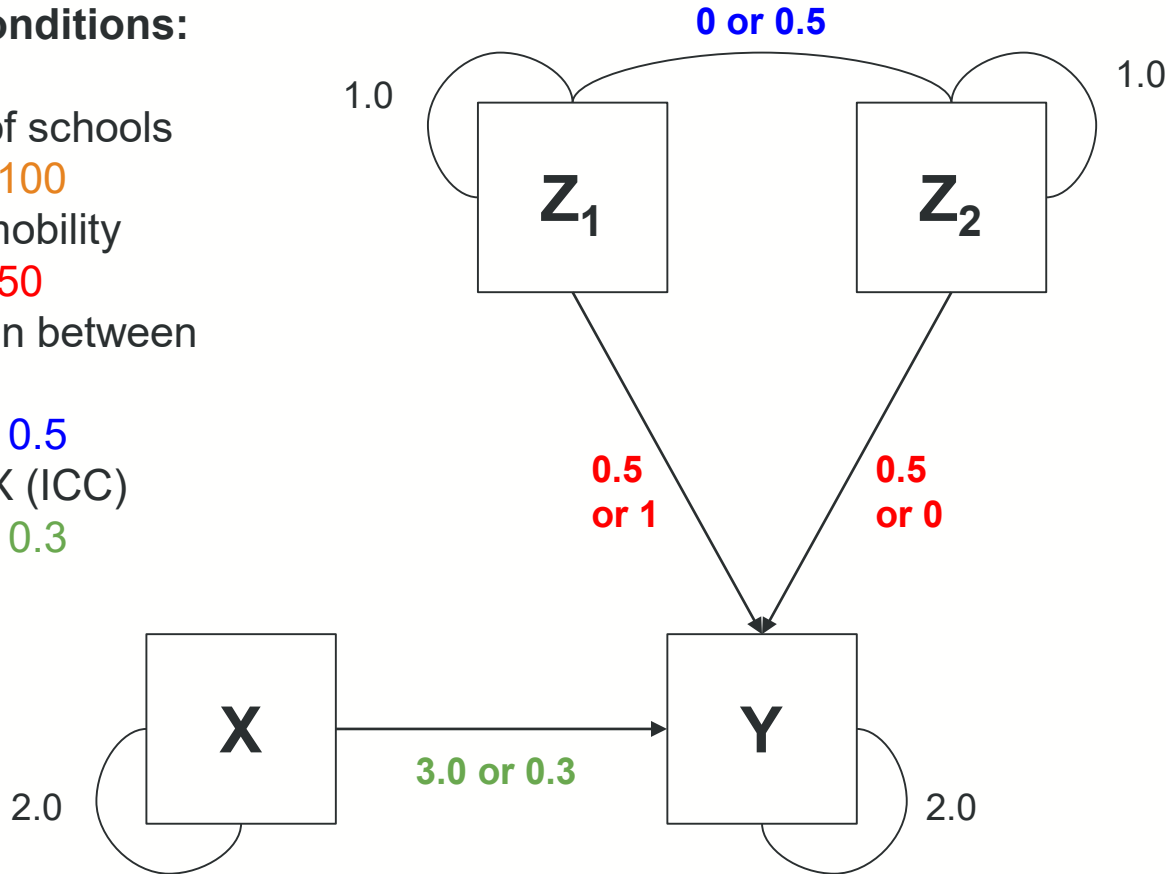 onditions:
of schools
100
nobility
50
n between
0.5
X (ICC)
0.3
0 or 0.5
1.0
1.0
Z1
Z2
0.5
or 1
0.5
or 0
X
Y
3.0 or 0.3
2.0
2.0